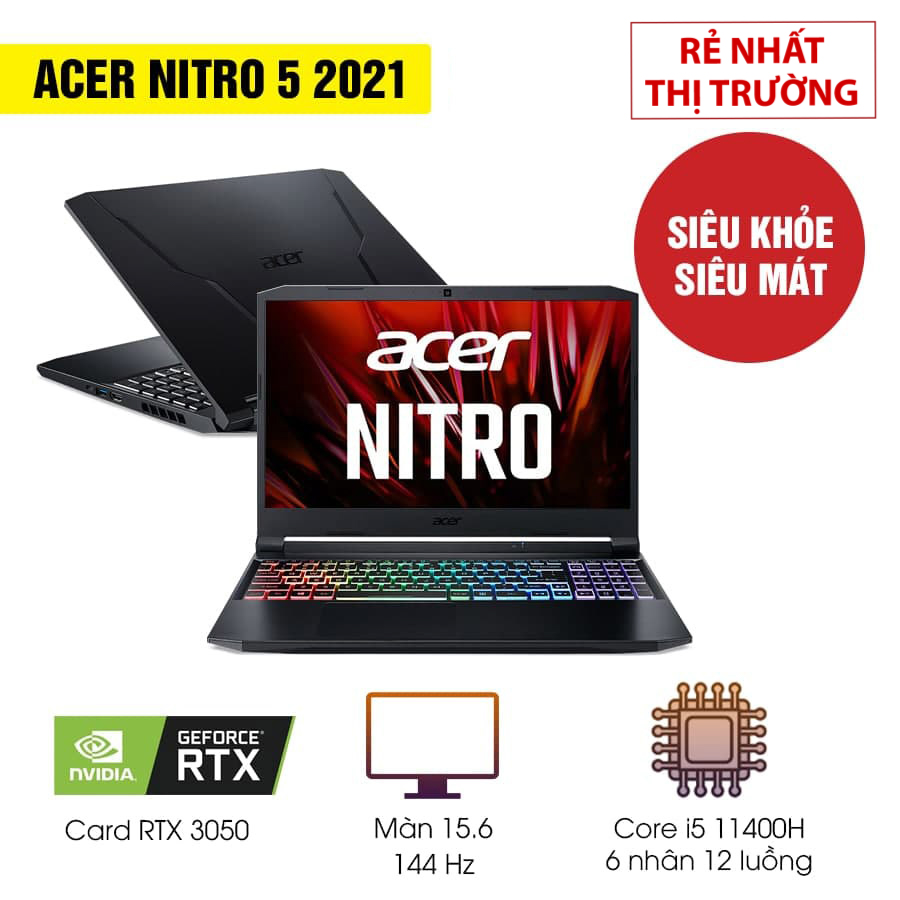 ACER NITRO 5 2021
RẺ NHẤT
THỊ TRƯỜNG
SIÊU KHỎE
SIÊU MÁT
acer
acer
NITRO
acer
NVIDIA.
GEFORCE®
RTX
Card RTX 3050
Màn 15.6
144 Hz
Core i5 11400H
6 nhân 12 luồng